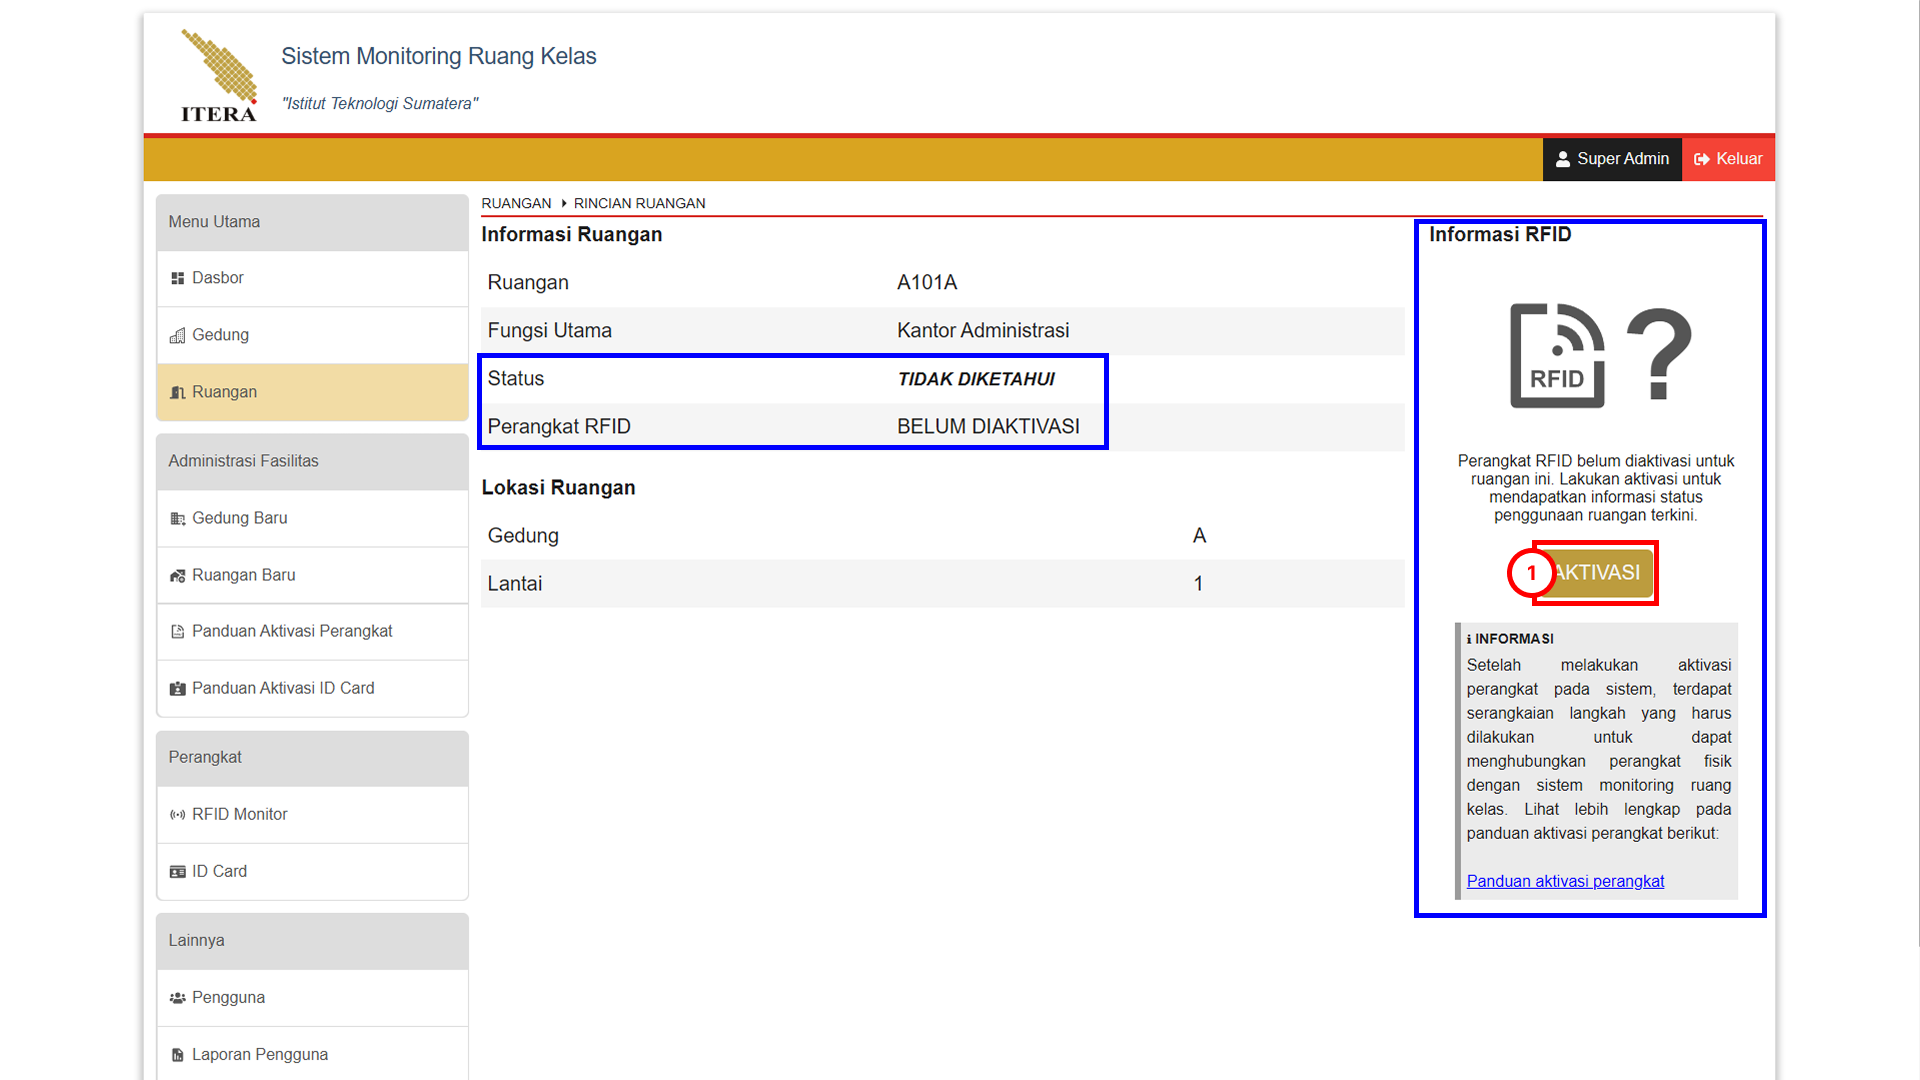 ITERA
Sistem Monitoring Ruang Kelas
"Istitut Teknologi Sumatera"
Super Admin
Keluar
Menu Utama
Dasbor
Gedung
Ruangan
Administrasi Fasilitas
Gedung Baru
Ruangan Baru
Panduan Aktivasi Perangkat
Panduan Aktivasi ID Card
Perangkat
RFID Monitor
ID Card
Lainnya
Pengguna
Laporan Pengguna
RUANGAN RINCIAN RUANGAN
Informasi Ruangan
Ruangan A101A
Fungsi Utama Kantor Administrasi
Status TIDAK DIKETAHUI
Perangkat RFID BELUM DIAKTIVASI
Lokasi Ruangan
Gedung A
Lantai 1
Informasi RFID
RFID ?
Perangkat RFID belum diaktivasi untuk
ruangan ini. Lakukan aktivasi untuk
mendapatkan informasi status
penggunaan ruangan terkini.
1 AKTIVASI
i INFORMASI
Setelah melakukan aktivasi
perangkat pada sistem, terdapat
serangkaian langkah yang harus
dilakukan untuk dapat
menghubungkan perangkat fisik
dengan sistem monitoring ruang
kelas. Lihat lebih lengkap pada
panduan aktivasi perangkat berikut:
Panduan aktivasi perangkat